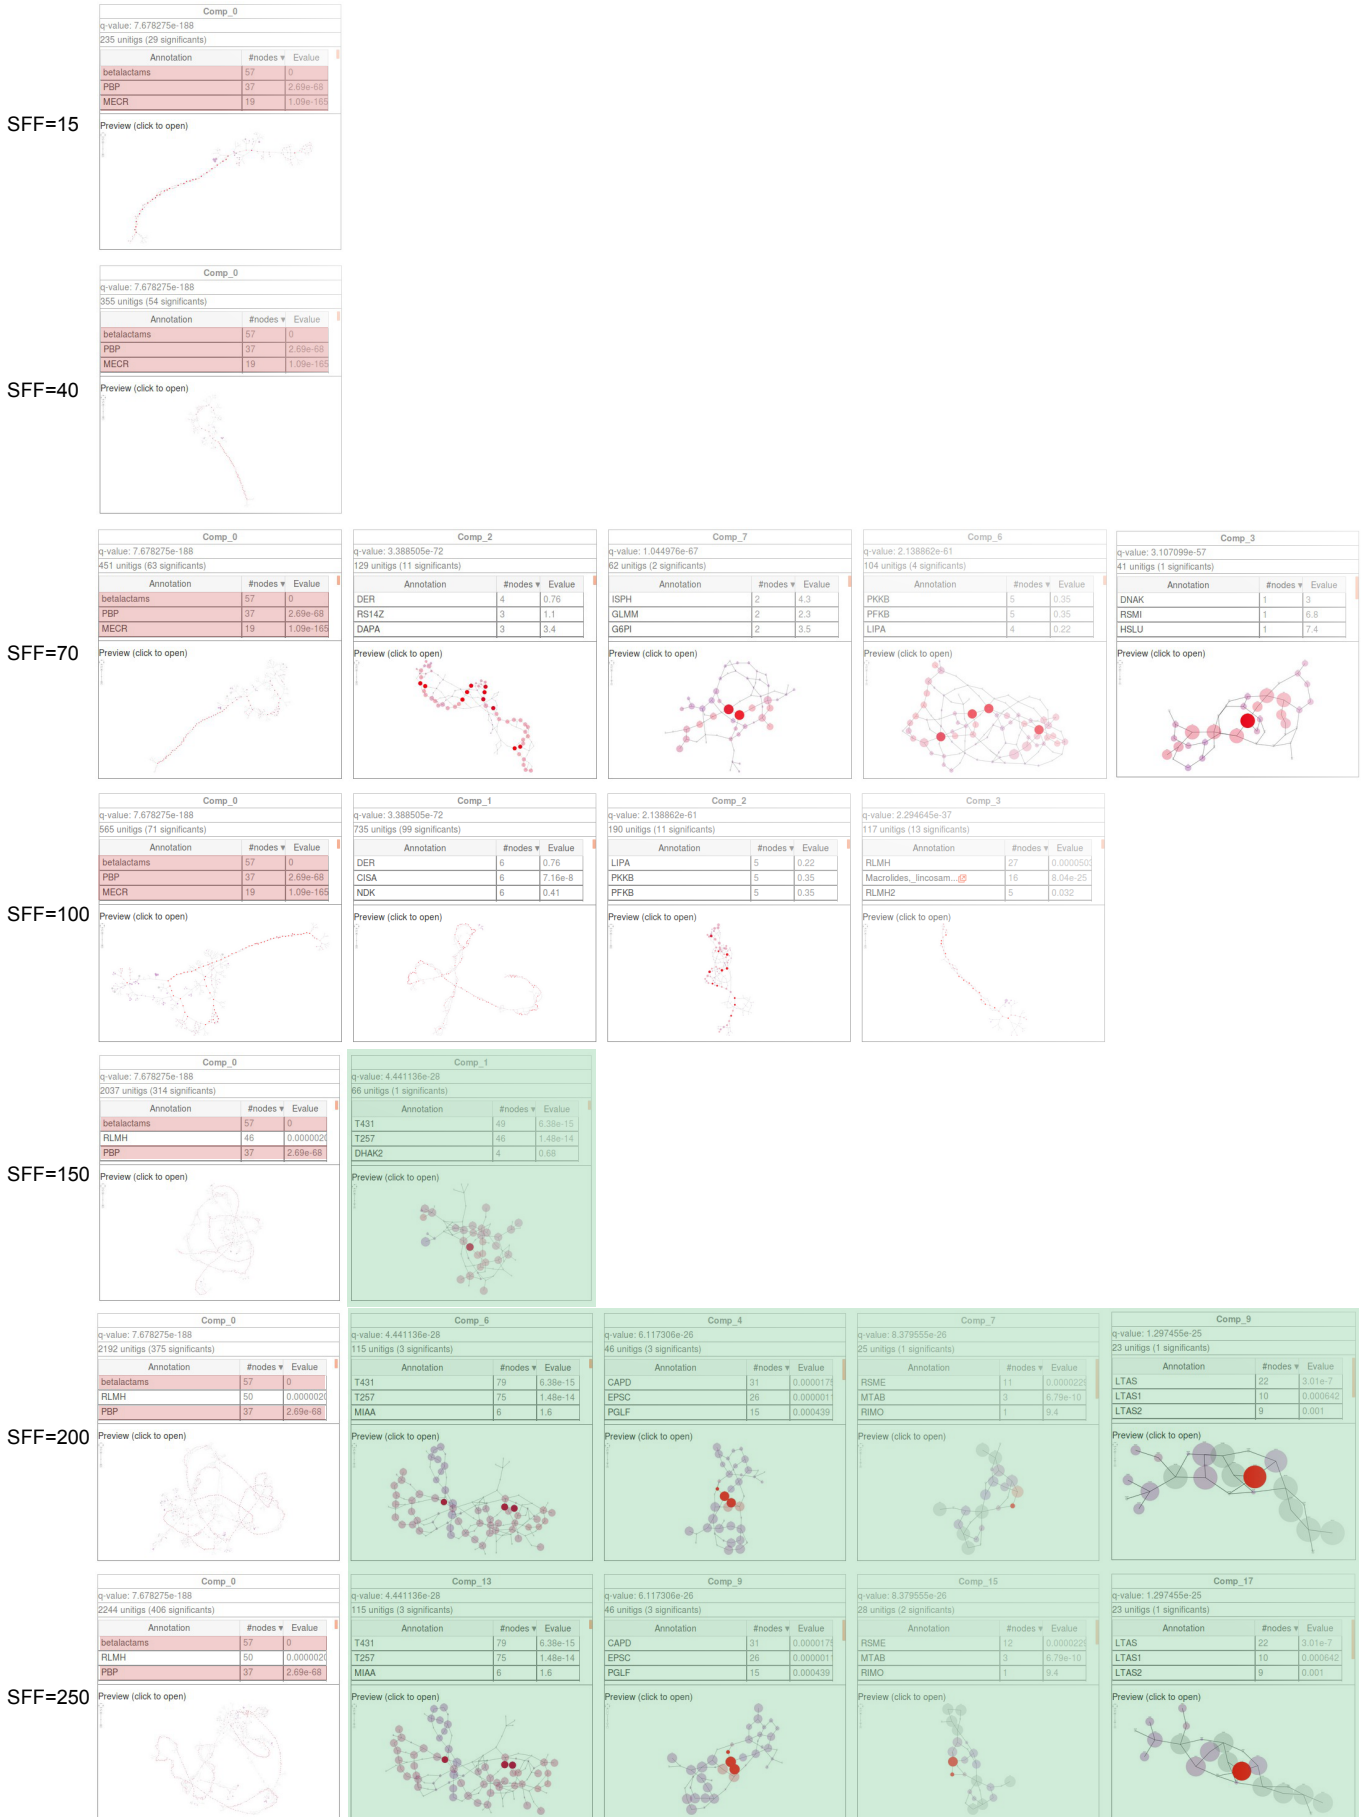 SFF=15
Comp_0
q-value: 7.678275e-188
235 unitigs (29 significants)
Annotation #nodes ▼ Evalue
betalactams 57 0
PBP 37 2.69e-68
MECR 19 1.09e-165
Preview (click to open)
SFF=40
Comp_0
q-value: 7.678275e-188
355 unitigs (54 significants)
Annotation #nodes ▼ Evalue
betalactams 57 0
PBP 37 2.69e-68
MECR 19 1.09e-165
Preview (click to open)
SFF=70
Comp_0
q-value: 7.678275e-188
451 unitigs (63 significants)
Annotation #nodes ▼ Evalue
betalactams 57 0
PBP 37 2.69e-68
MECR 19 1.09e-165
Preview (click to open)
Comp_2
q-value: 3.388505e-72
129 unitigs (11 significants)
Annotation #nodes ▼ Evalue
DER 4 0.76
RS14Z 3 1.1
DAPA 3 3.4
Preview (click to open)
Comp_7
q-value: 1.044976e-67
62 unitigs (2 significants)
Annotation #nodes ▼ Evalue
ISPH 2 4.3
GLMM 2 2.3
G6PI 2 3.5
Preview (click to open)
Comp_6
q-value: 2.138862e-61
104 unitigs (4 significants)
Annotation #nodes ▼ Evalue
PKKB 5 0.35
PFKB 5 0.35
LIPA 4 0.22
Preview (click to open)
Comp_3
q-value: 3.107099e-57
41 unitigs (1 significants)
Annotation #nodes ▼ Evalue
DNAK 1 3
RSMI 1 6.8
HSLU 1 7.4
Preview (click to open)
SFF=100
Comp_0
q-value: 7.678275e-188
565 unitigs (71 significants)
Annotation #nodes ▼ Evalue
betalactams 57 0
PBP 37 2.69e-68
MECR 19 1.09e-165
Preview (click to open)
Comp_1
q-value: 3.388505e-72
735 unitigs (99 significants)
Annotation #nodes ▼ Evalue
DER 6 0.76
CISA 6 7.16e-8
NDK 6 0.41
Preview (click to open)
Comp_2
q-value: 2.138862e-61
190 unitigs (11 significants)
Annotation #nodes ▼ Evalue
LIPA 5 0.22
PKKB 5 0.35
PFKB 5 0.35
Preview (click to open)
Comp_3
q-value: 2.294645e-37
117 unitigs (13 significants)
Annotation #nodes ▼ Evalue
RLMH 27 0.0000503
Macrolides,_lincosam... 16 8.04e-25
RLMH2 5 0.032
Preview (click to open)
SFF=150
Comp_0
q-value: 7.678275e-188
2037 unitigs (314 significants)
Annotation #nodes ▼ Evalue
betalactams 57 0
RLMH 46 0.0000020
PBP 37 2.69e-68
Preview (click to open)
Comp_1
q-value: 4.441136e-28
66 unitigs (1 significants)
Annotation #nodes ▼ Evalue
T431 49 6.38e-15
T257 46 1.48e-14
DHAK2 4 0.68
Preview (click to open)
SFF=200
Comp_0
q-value: 7.678275e-188
2192 unitigs (375 significants)
Annotation #nodes ▼ Evalue
betalactams 57 0
RLMH 50 0.0000020
PBP 37 2.69e-68
Preview (click to open)
Comp_6
q-value: 4.441136e-28
115 unitigs (3 significants)
Annotation #nodes ▼ Evalue
T431 79 6.38e-15
T257 75 1.48e-14
MIAA 6 1.6
Preview (click to open)
Comp_4
q-value: 6.117306e-26
46 unitigs (3 significants)
Annotation #nodes ▼ Evalue
CAPD 31 0.0000175
EPSC 26 0.0000011
PGLF 15 0.000439
Preview (click to open)
Comp_7
q-value: 8.379555e-26
25 unitigs (1 significants)
Annotation #nodes ▼ Evalue
RSME 11 0.0000229
MTAB 3 6.79e-10
RIMO 1 9.4
Preview (click to open)
Comp_9
q-value: 1.297455e-25
23 unitigs (1 significants)
Annotation #nodes ▼ Evalue
LTAS 22 3.01e-7
LTAS1 10 0.000642
LTAS2 9 0.001
Preview (click to open)
SFF=250
Comp_0
q-value: 7.678275e-188
2244 unitigs (406 significants)
Annotation #nodes ▼ Evalue
betalactams 57 0
RLMH 50 0.0000020
PBP 37 2.69e-68
Preview (click to open)
Comp_13
q-value: 4.441136e-28
115 unitigs (3 significants)
Annotation #nodes ▼ Evalue
T431 79 6.38e-15
T257 75 1.48e-14
MIAA 6 1.6
Preview (click to open)
Comp_9
q-value: 6.117306e-26
46 unitigs (3 significants)
Annotation #nodes ▼ Evalue
CAPD 31 0.0000175
EPSC 26 0.0000011
PGLF 15 0.000439
Preview (click to open)
Comp_15
q-value: 8.379555e-26
28 unitigs (2 significants)
Annotation #nodes ▼ Evalue
RSME 12 0.0000229
MTAB 3 6.79e-10
RIMO 1 9.4
Preview (click to open)
Comp_17
q-value: 1.297455e-25
23 unitigs (1 significants)
Annotation #nodes ▼ Evalue
LTAS 22 3.01e-7
LTAS1 10 0.000642
LTAS2 9 0.001
Preview (click to open)